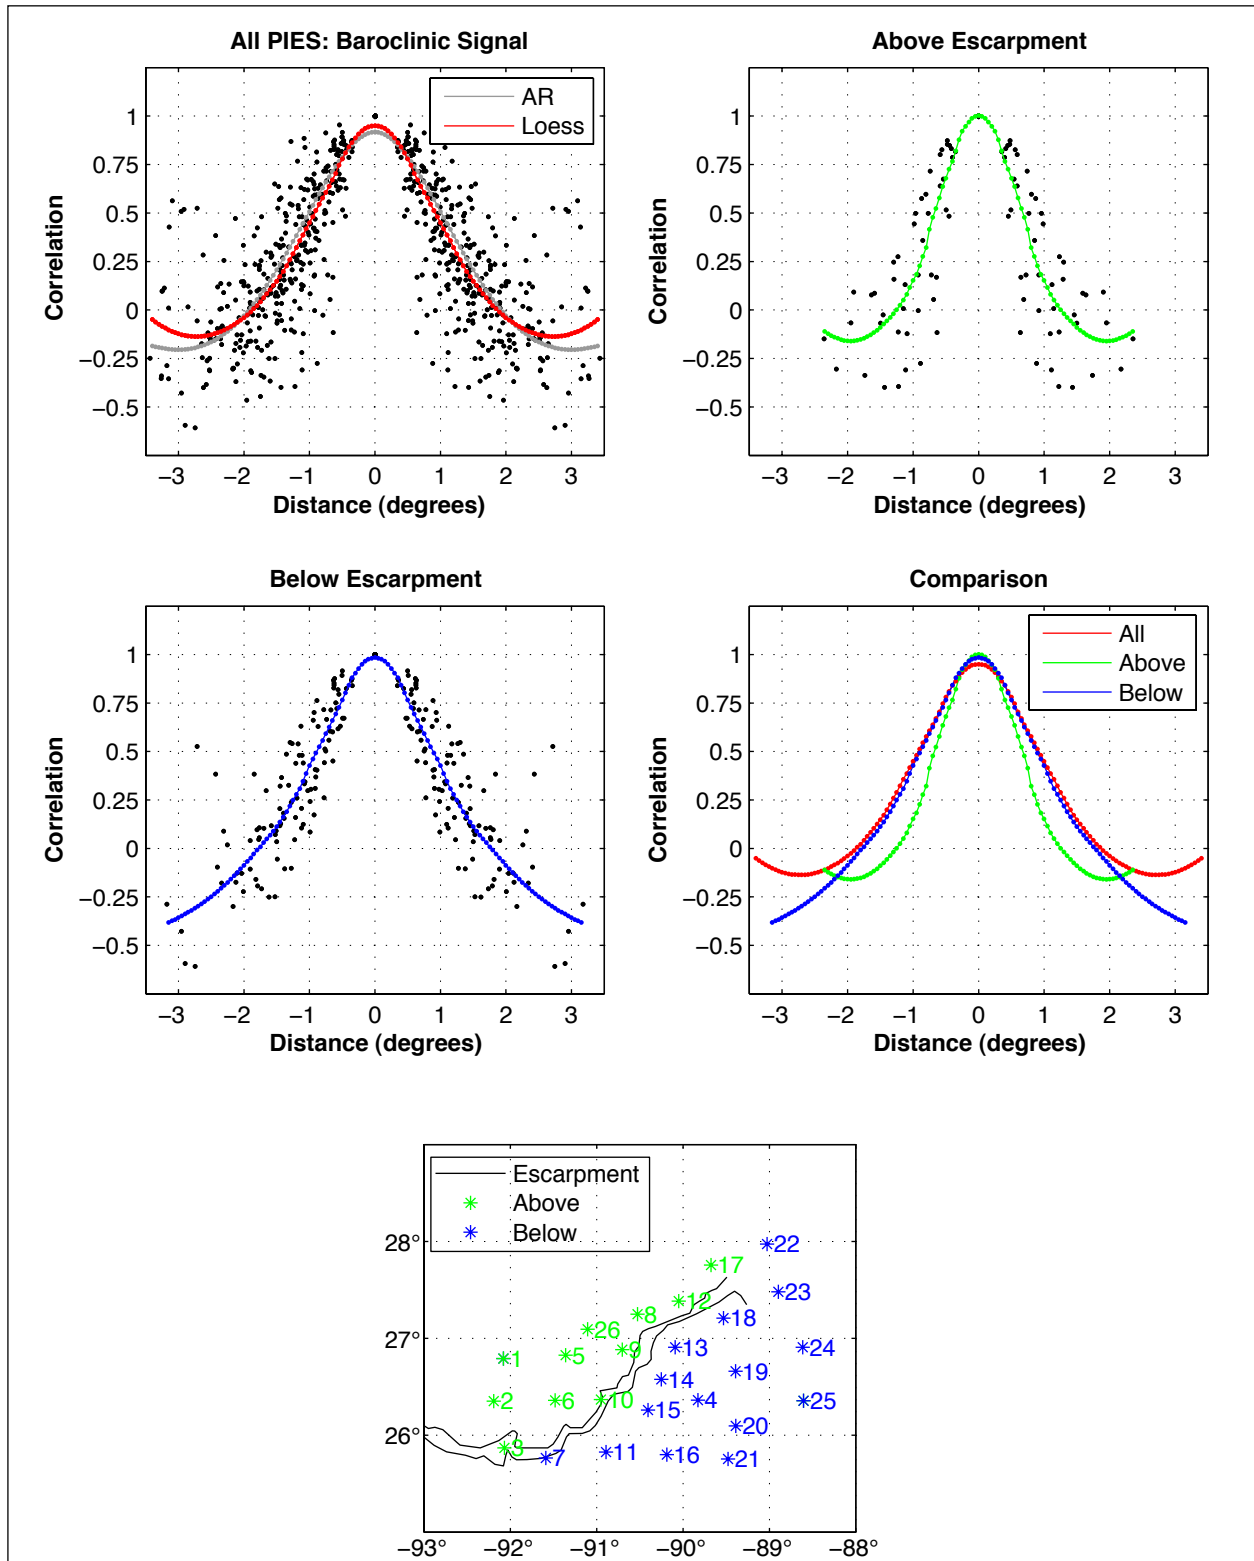 All PIES: Baroclinic Signal
AR
Loess
1
0.75
0.5
0.25
0
−0.25
−0.5
−3 −2 −1 0 1 2 3
Correlation
Distance (degrees)
Above Escarpment
1
0.75
0.5
0.25
0
−0.25
−0.5
−3 −2 −1 0 1 2 3
Correlation
Distance (degrees)
Below Escarpment
1
0.75
0.5
0.25
0
−0.25
−0.5
−3 −2 −1 0 1 2 3
Correlation
Distance (degrees)
Comparison
All
Above
Below
1
0.75
0.5
0.25
0
−0.25
−0.5
−3 −2 −1 0 1 2 3
Correlation
Distance (degrees)
Escarpment
Above
Below
28°
27°
26°
25°
−93° −92° −91° −90° −89° −88°
22
17
23
12
8
18
26
9
13
24
1
5
19
14
2
6
10
4
25
15
20
3
7
11
16
21